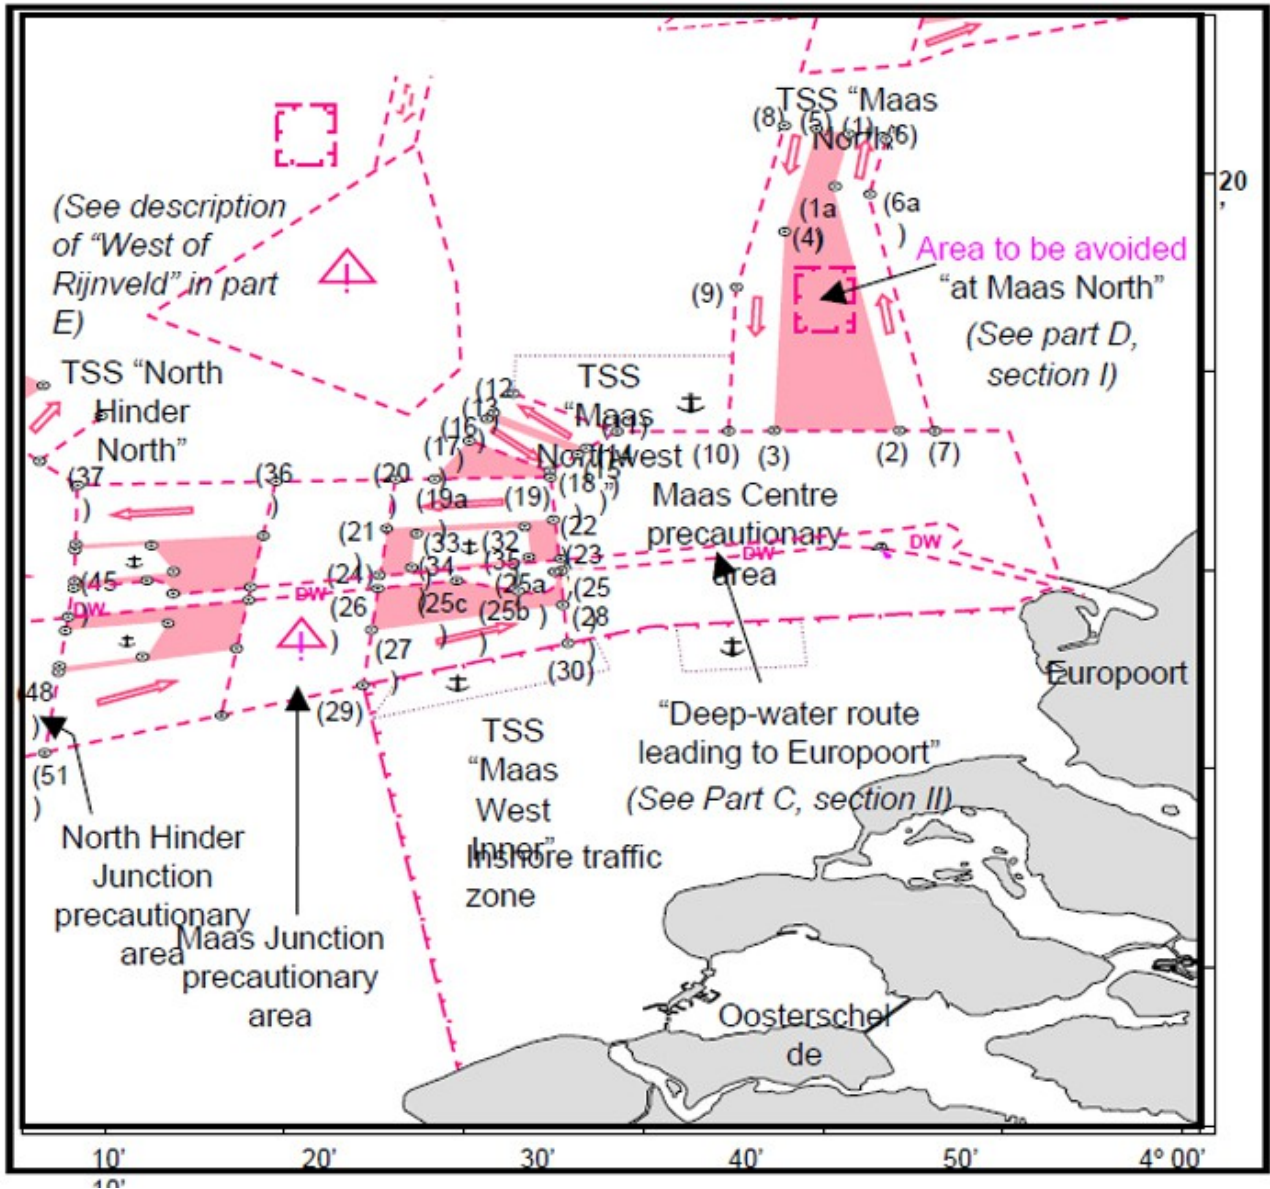 TSS “Maas
North”
(8)
(5)
(1)
(6)
20
’
(1a
)
(6a
)
(4)
(See description
of “West of
Rijnveld” in part
E)
Area to be avoided
“at Maas North”
(See part D,
section I)
(9)
TSS “North
Hinder
North”
TSS
“Maas
Northwest
”
(12
)
(13
)
(16
)
(17
)
(14
)
(15
)
(10)
(3)
(2)
(7)
(37
)
(36
)
(20
)
(19a
)
(19)
(18
)
Maas Centre
precautionary
area
(21
)
(33
)
(32
(22
)
(23
DW
DW
(45
)
(24)
(34
)
(35
(25a
)
(25
DW
DW
(26
)
(25c
)
(25b
)
(28
)
(27
)
(30)
Europoort
(48
)
(29)
“Deep-water route
leading to Europoort”
(See Part C, section II)
TSS
“Maas
West
Inner”
(51
)
North Hinder
Junction
precautionary
area
Inshore traffic
zone
Maas Junction
precautionary
area
Oosterschel
de
10’
20’
30’
40’
50’
4° 00’